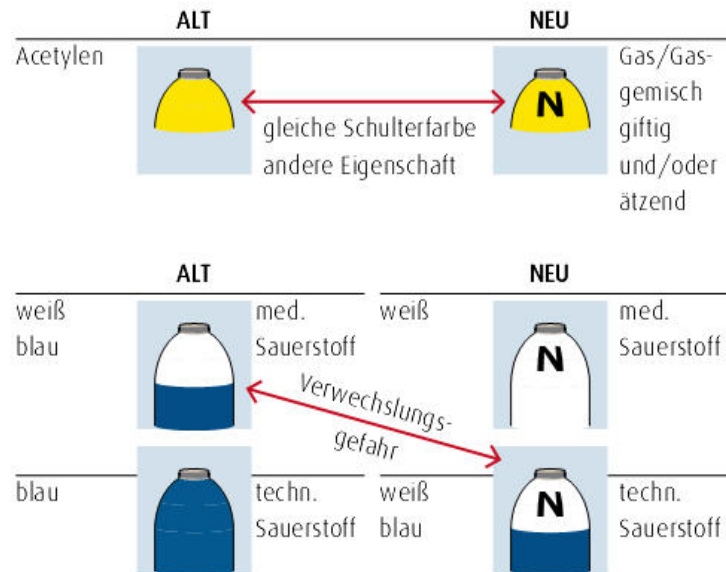 ALT NEU
Acetylen
N
Gas/Gas-
gemisch
giftig
und/oder
ätzend
gleiche Schulterfarbe
andere Eigenschaft
ALT NEU
weiß
blau
med.
Sauerstoff
weiß
N
med.
Sauerstoff
Verwechslungs-
gefahr
blau
techn.
Sauerstoff
weiß
blau
N
techn.
Sauerstoff